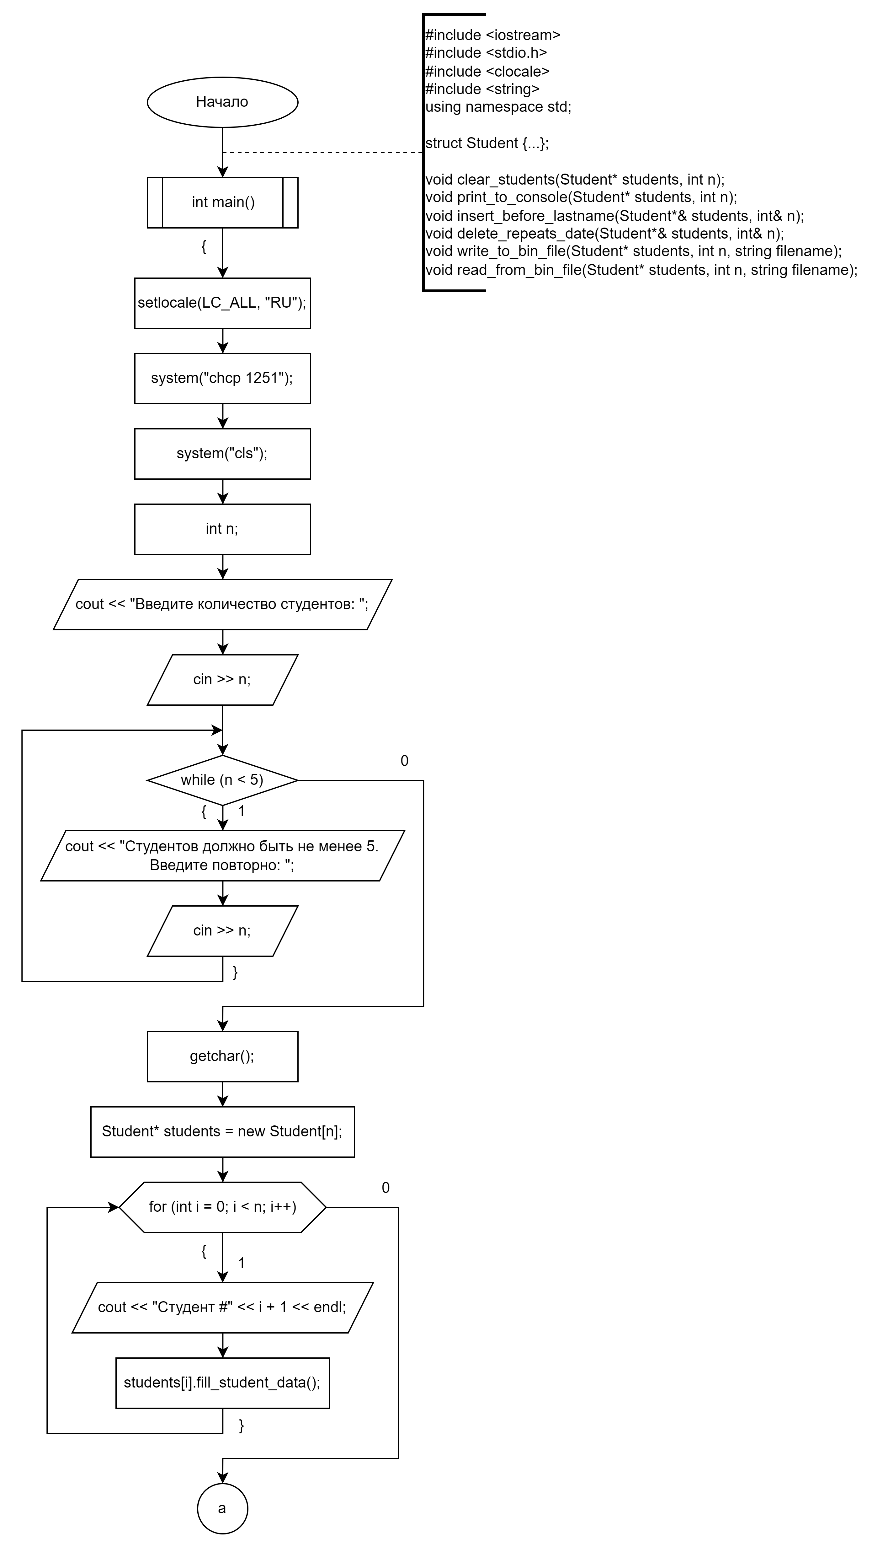 #include <iostream>
#include <stdio.h>
#include <clocale>
#include <string>
using namespace std;
struct Student {...};
void clear_students(Student* students, int n);
void print_to_console(Student* students, int n);
void insert_before_lastname(Student*& students, int& n);
void delete_repeats_date(Student*& students, int& n);
void write_to_bin_file(Student* students, int n, string filename);
void read_from_bin_file(Student* students, int n, string filename);
Начало
int main()
{
setlocale(LC_ALL, "RU");
system("chcp 1251");
system("cls");
int n;
cout << "Введите количество студентов: ";
cin >> n;
while (n < 5)
0
{
1
cout << "Студентов должно быть не менее 5.
Введите повторно: ";
cin >> n;
}
getchar();
Student* students = new Student[n];
for (int i = 0; i < n; i++)
0
{
1
cout << "Студент #" << i + 1 << endl;
students[i].fill_student_data();
}
a